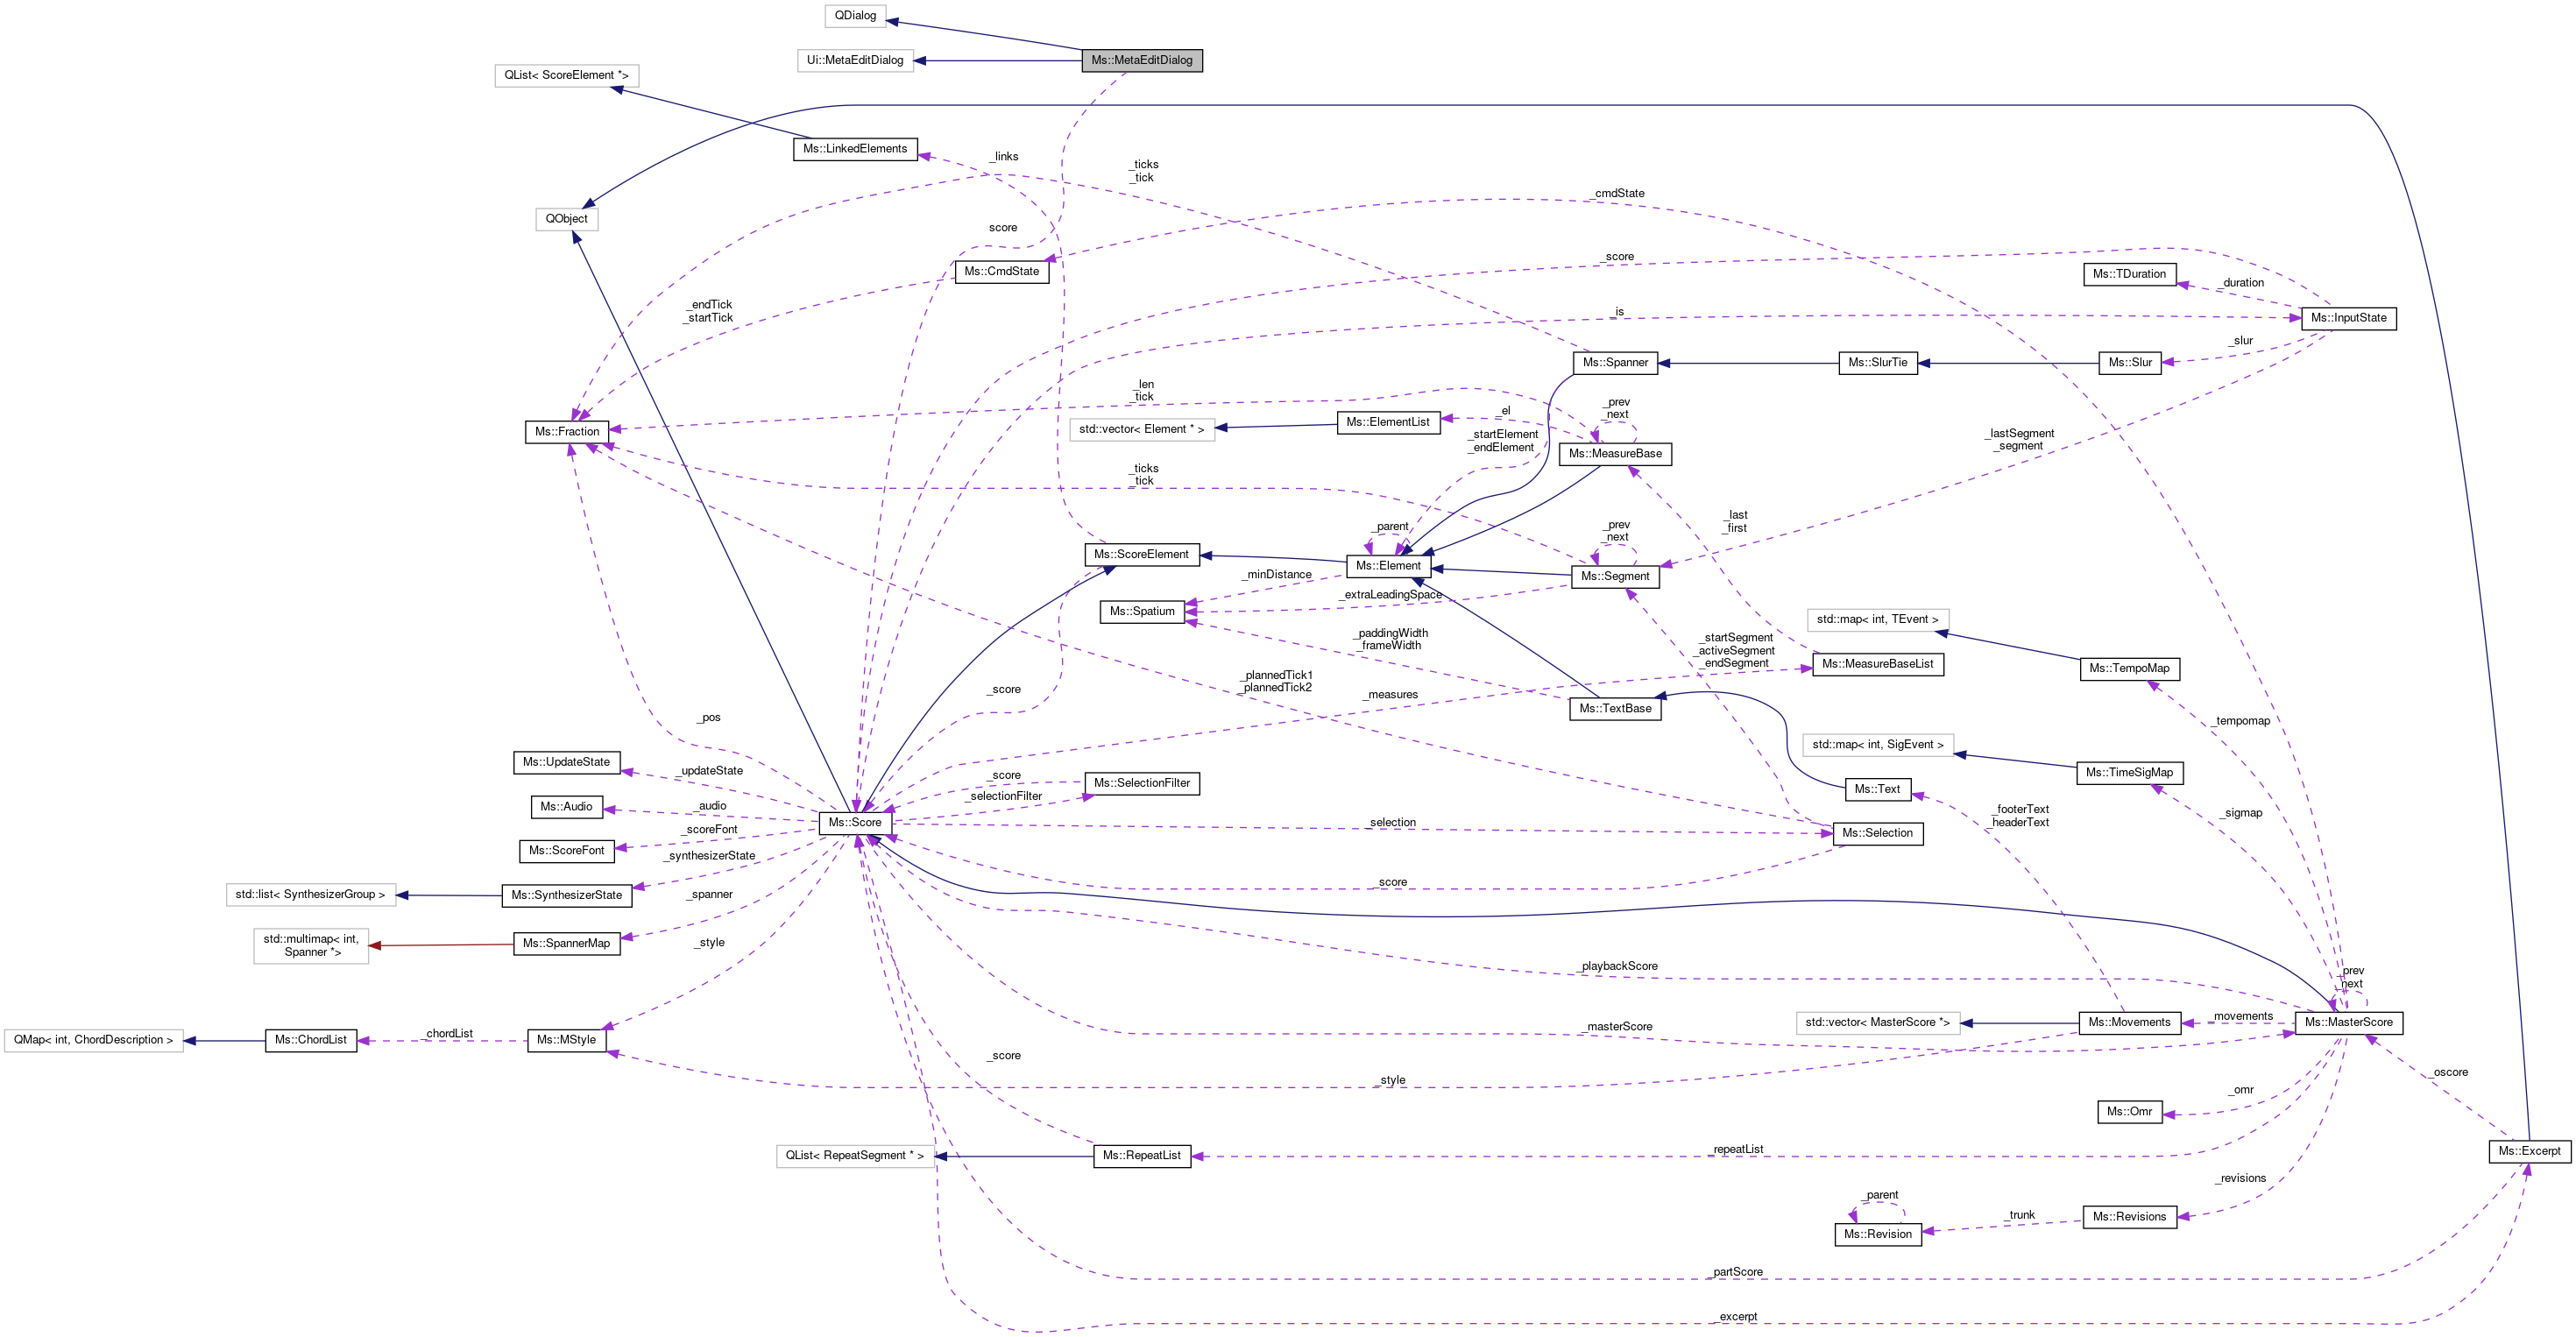 QDialog
Ui::MetaEditDialog
Ms::MetaEditDialog
QList< ScoreElement *>
Ms::LinkedElements
_links
_ticks
_tick
_cmdState
QObject
score
_score
Ms::CmdState
Ms::TDuration
_duration
_endTick
_startTick
_is
Ms::InputState
_slur
Ms::Spanner
Ms::SlurTie
Ms::Slur
_len
_tick
_prev
_next
_el
std::vector< Element * >
Ms::ElementList
Ms::Fraction
_startElement
_endElement
Ms::MeasureBase
_lastSegment
_segment
_ticks
_tick
_last
_first
_parent
_prev
_next
Ms::ScoreElement
Ms::Element
Ms::Segment
_minDistance
_extraLeadingSpace
Ms::Spatium
std::map< int, TEvent >
_paddingWidth
_frameWidth
_startSegment
_activeSegment
_endSegment
Ms::MeasureBaseList
Ms::TempoMap
_plannedTick1
_plannedTick2
_score
_measures
Ms::TextBase
_pos
_tempomap
std::map< int, SigEvent >
Ms::UpdateState
_updateState
_score
Ms::SelectionFilter
Ms::TimeSigMap
Ms::Text
_selectionFilter
Ms::Audio
_audio
_footerText
_headerText
_sigmap
Ms::Score
_selection
Ms::Selection
_scoreFont
Ms::ScoreFont
_synthesizerState
_score
std::list< SynthesizerGroup >
Ms::SynthesizerState
_spanner
std::multimap< int,
Spanner *>
Ms::SpannerMap
_style
_playbackScore
_prev
_next
QMap< int, ChordDescription >
Ms::ChordList
_chordList
Ms::MStyle
_masterScore
std::vector< MasterScore *>
Ms::Movements
_movements
Ms::MasterScore
_score
_style
_oscore
_omr
Ms::Omr
QList< RepeatSegment * >
Ms::RepeatList
_repeatList
Ms::Excerpt
_revisions
_parent
_trunk
Ms::Revisions
Ms::Revision
_partScore
_excerpt